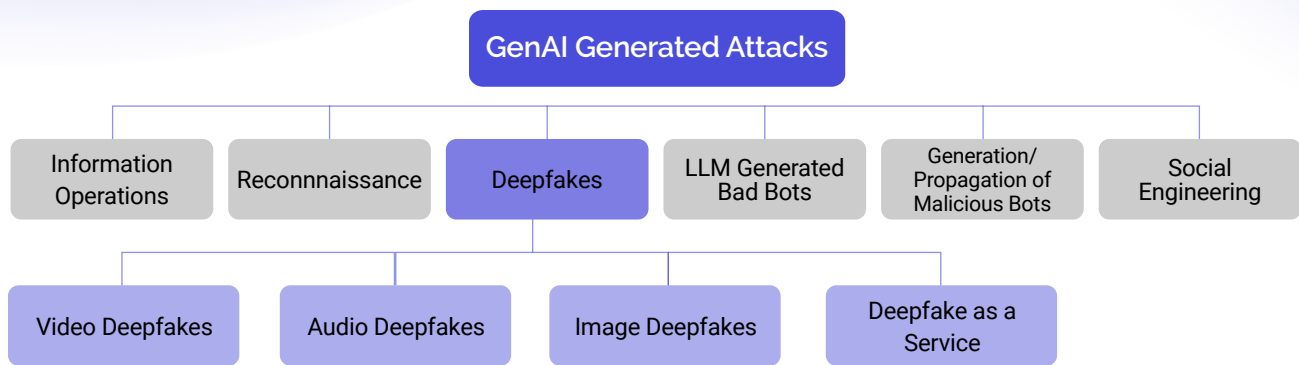 GenAI Generated Attacks
Information
Operations
Reconnnaissance
Deepfakes
LLM Generated
Bad Bots
Generation/
Propagation of
Malicious Bots
Social
Engineering
Video Deepfakes
Audio Deepfakes
Image Deepfakes
Deepfake as a
Service